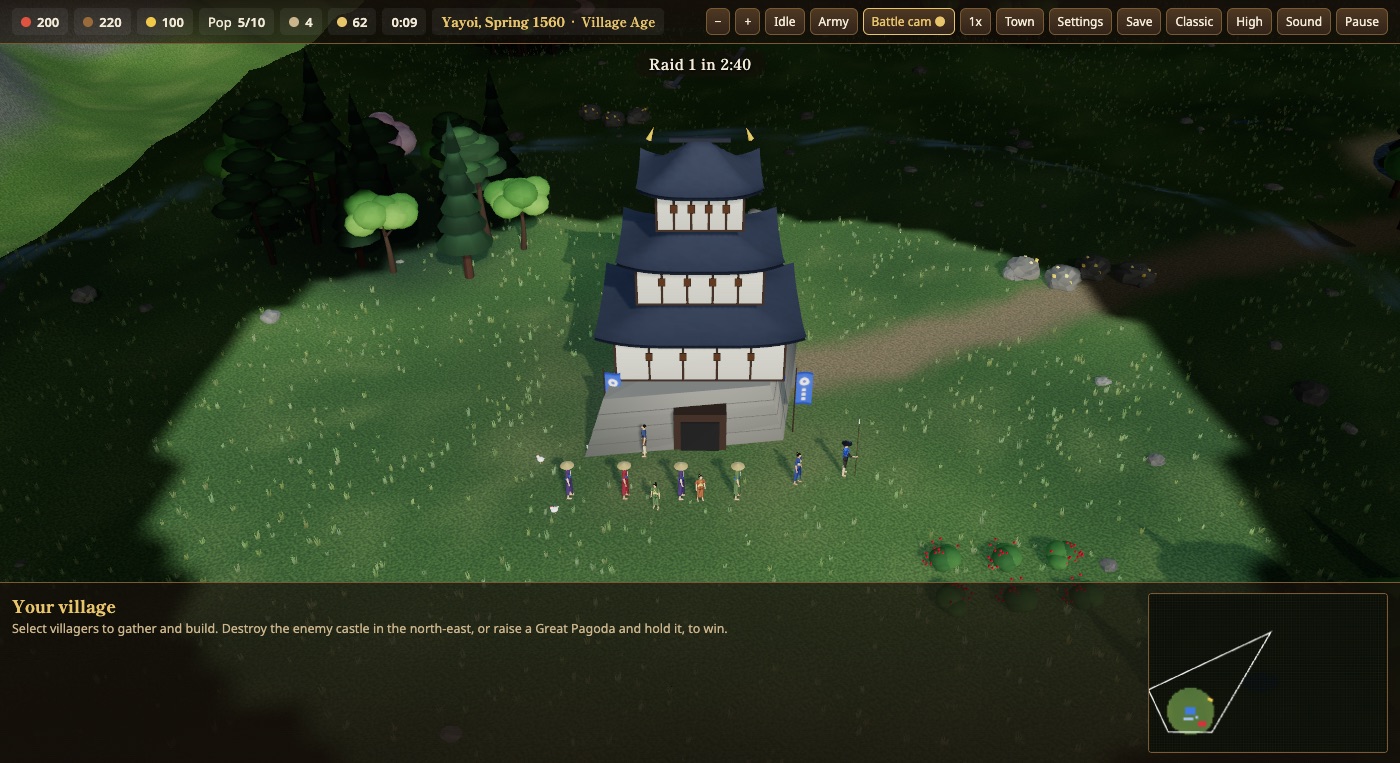 200 220 100 Pop 5/10 4 62 0:09 Yayoi, Spring 1560 · Village Age − + Idle Army Battle cam 1x Town Settings Save Classic High Sound Pause
Raid 1 in 2:40
Your village
Select villagers to gather and build. Destroy the enemy castle in the north-east, or raise a Great Pagoda and hold it, to win.